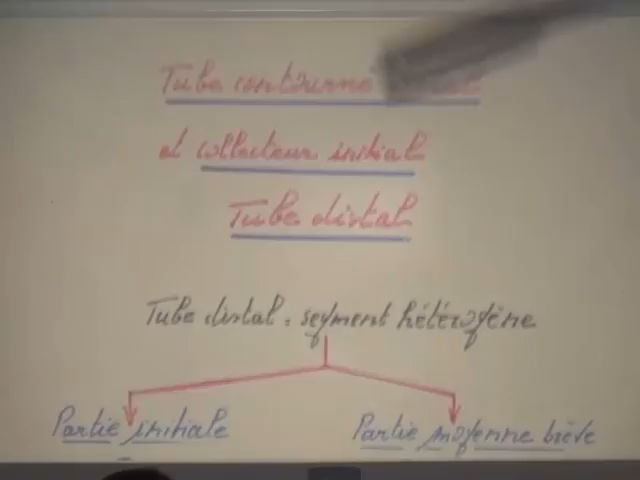 Tube contourné
et collecteur initial
Tube distal
Tube distal : segment hétérogène
Partie initiale Partie moyenne brève